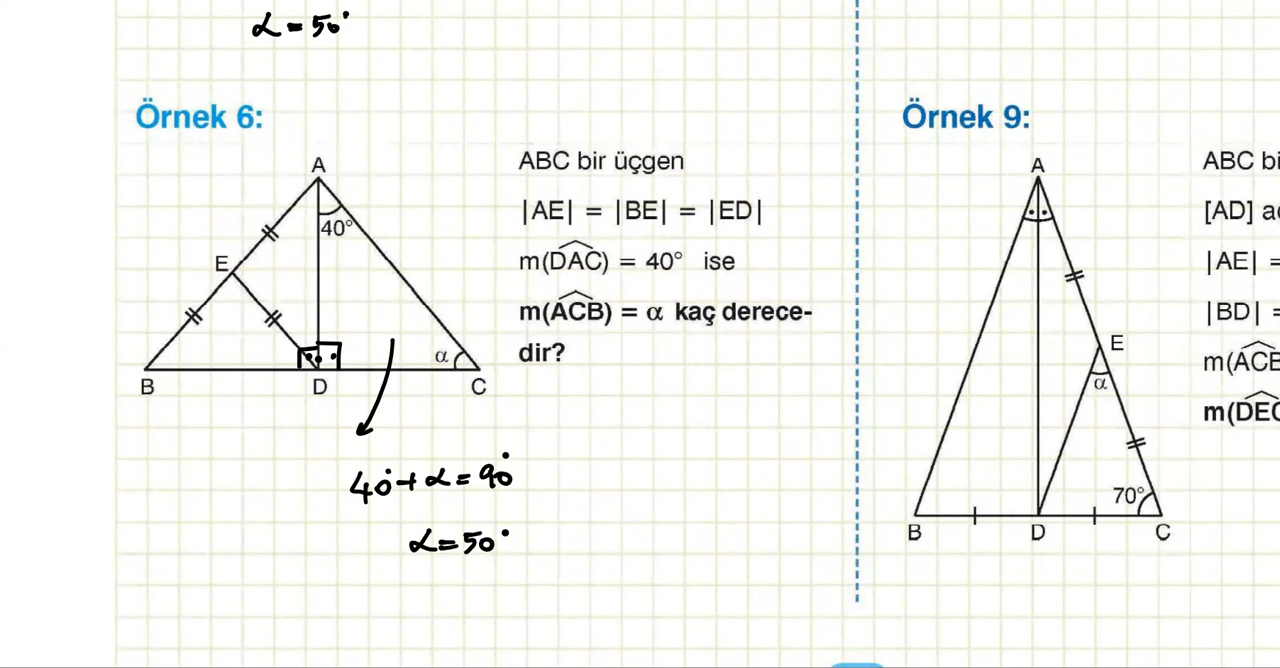 α = 50°
Örnek 6:
A
40°
E
B
D
α
C
ABC bir üçgen
|AE| = |BE| = |ED|
m(DAC) = 40° ise
m(ACB) = α kaç derece-
dir?
40° + α = 90°
α = 50°
Örnek 9:
A
E
α
70°
B
D
C
ABC bi
[AD] a
|AE| =
|BD| =
m(ACB
m(DEC